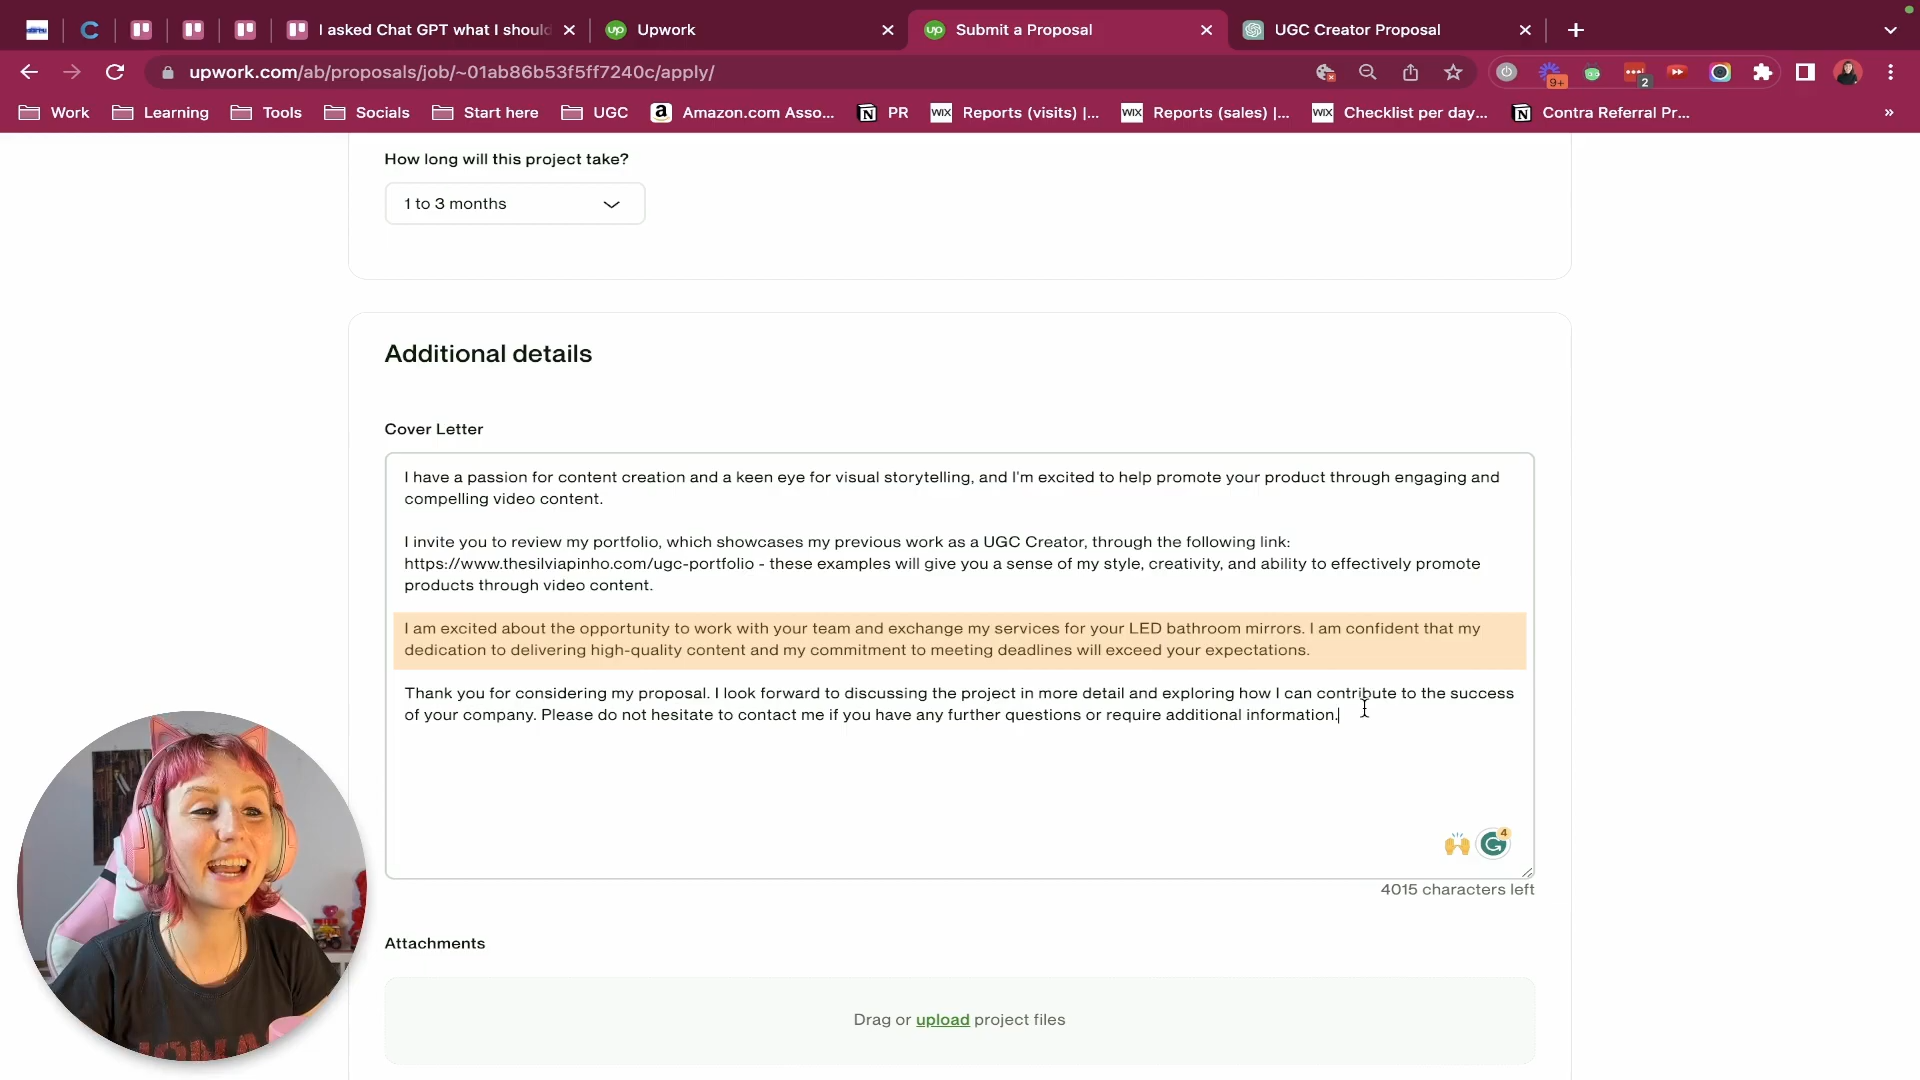 I asked Chat GPT what I should
Upwork
Submit a Proposal
UGC Creator Proposal
upwork.com/ab/proposals/job/~01ab86b53f5ff7240c/apply/
9+
2
Work
Learning
Tools
Socials
Start here
UGC
Amazon.com Asso...
PR
WIX Reports (visits) |...
WIX Reports (sales) |...
WIX Checklist per day...
Contra Referral Pr...
»
How long will this project take?
1 to 3 months
Additional details
Cover Letter
I have a passion for content creation and a keen eye for visual storytelling, and I'm excited to help promote your product through engaging and
compelling video content.
I invite you to review my portfolio, which showcases my previous work as a UGC Creator, through the following link:
https://www.thesilviapinho.com/ugc-portfolio - these examples will give you a sense of my style, creativity, and ability to effectively promote
products through video content.
I am excited about the opportunity to work with your team and exchange my services for your LED bathroom mirrors. I am confident that my
dedication to delivering high-quality content and my commitment to meeting deadlines will exceed your expectations.
Thank you for considering my proposal. I look forward to discussing the project in more detail and exploring how I can contribute to the success
of your company. Please do not hesitate to contact me if you have any further questions or require additional information.
4
4015 characters left
Attachments
Drag or upload project files